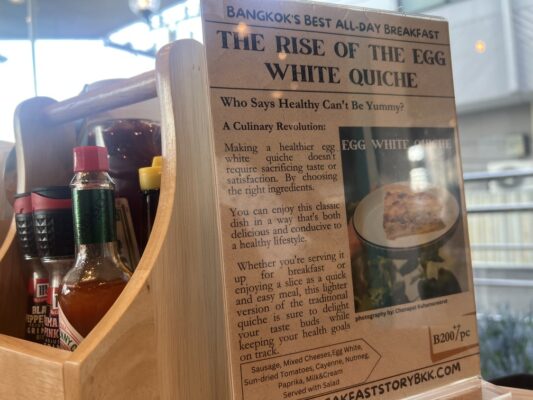 BANGKOK'S BEST ALL-DAY BREAKFAST
THE RISE OF THE EGG
WHITE QUICHE
Who Says Healthy Can't Be Yummy?
A Culinary Revolution:
Making a healthier egg
white quiche doesn't
require sacrificing taste or
satisfaction. By choosing
the right ingredients.
You can enjoy this classic
dish in a way that's both
delicious and conducive to
a healthy lifestyle.
Whether you're serving it
up for breakfast or
enjoying a slice as a quick
and easy meal, this lighter
version of the traditional
quiche is sure to delight
your taste buds while
keeping your health goals
on track.
EGG WHITE QUICHE
photography by:
B200+/pc
Sausage, Mixed Cheeses,Egg White,
Sun-dried Tomatoes, Cayenne, Nutmeg,
Paprika, Milk&Cream
Served with Salad
EAKFASTSTORYBKK.COM